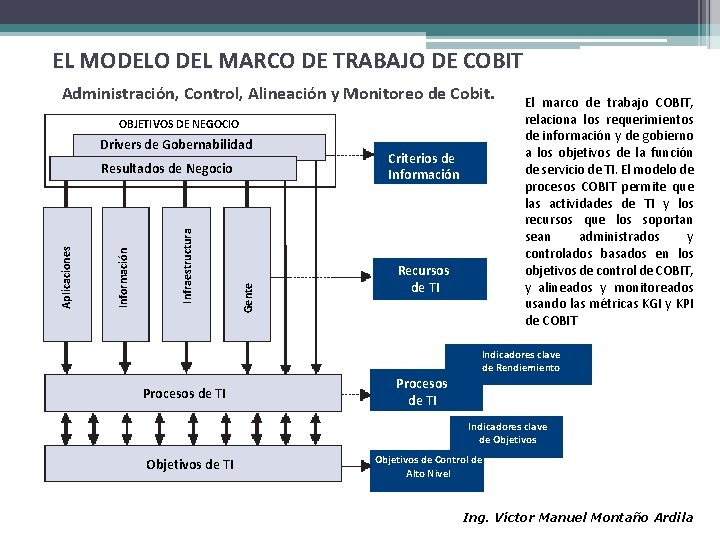 EL MODELO DEL MARCO DE TRABAJO DE COBIT
Administración, Control, Alineación y Monitoreo de Cobit.
OBJETIVOS DE NEGOCIO
Drivers de Gobernabilidad
Resultados de Negocio
Criterios de
Información
Aplicaciones
Información
Infraestructura
Gente
Recursos
de TI
Procesos de TI
Procesos
de TI
Indicadores clave
de Rendiemiento
Indicadores clave
de Objetivos
Objetivos de TI
Objetivos de Control de
Alto Nivel
El marco de trabajo COBIT,
relaciona los requerimientos
de información y de gobierno
a los objetivos de la función
de servicio de TI. El modelo de
procesos COBIT permite que
las actividades de TI y los
recursos que los soportan
sean administrados y
controlados basados en los
objetivos de control de COBIT,
y alineados y monitoreados
usando las métricas KGI y KPI
de COBIT
Ing. Víctor Manuel Montaño Ardila